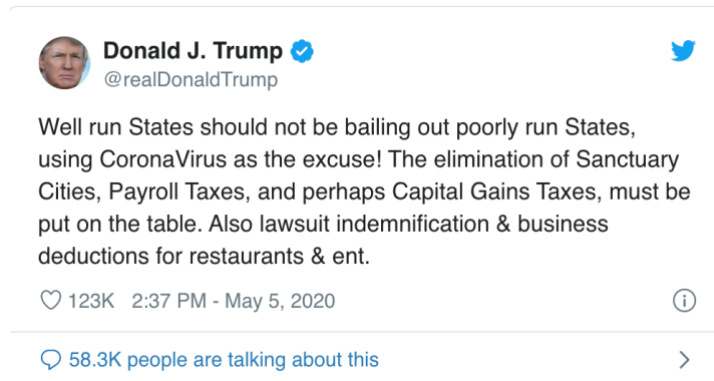 Donald J. Trump
@realDonaldTrump
Well run States should not be bailing out poorly run States,
using CoronaVirus as the excuse! The elimination of Sanctuary
Cities, Payroll Taxes, and perhaps Capital Gains Taxes, must be
put on the table. Also lawsuit indemnification & business
deductions for restaurants & ent.
123K 2:37 PM - May 5, 2020
58.3K people are talking about this